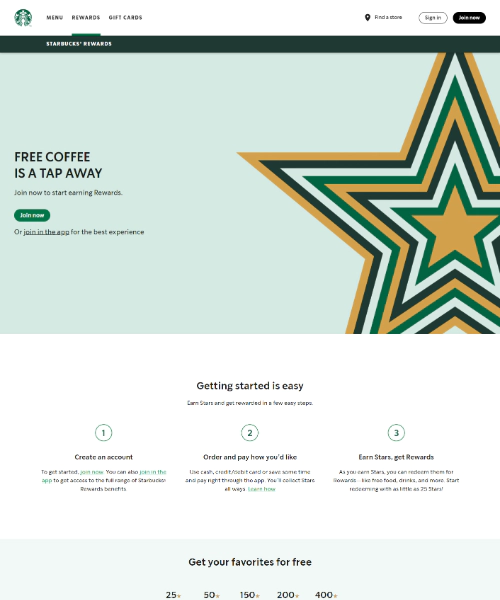 MENU REWARDS GIFT CARDS Find a store Sign in Join now
STARBUCKS® REWARDS
FREE COFFEE
IS A TAP AWAY
Join now to start earning Rewards.
Join now
Or join in the app for the best experience
Getting started is easy
Earn Stars and get rewarded in a few easy steps.
1
Create an account
To get started, join now. You can also join in the
app to get access to the full range of Starbucks®
Rewards benefits.
2
Order and pay how you'd like
Use cash, credit/debit card or save some time
and pay right through the app. You'll collect Stars
all ways. Learn how
3
Earn Stars, get Rewards
As you earn Stars, you can redeem them for
Rewards - like free food, drinks, and more. Start
redeeming with as little as 25 Stars!
Get your favorites for free
25★ 50★ 150★ 200★ 400★